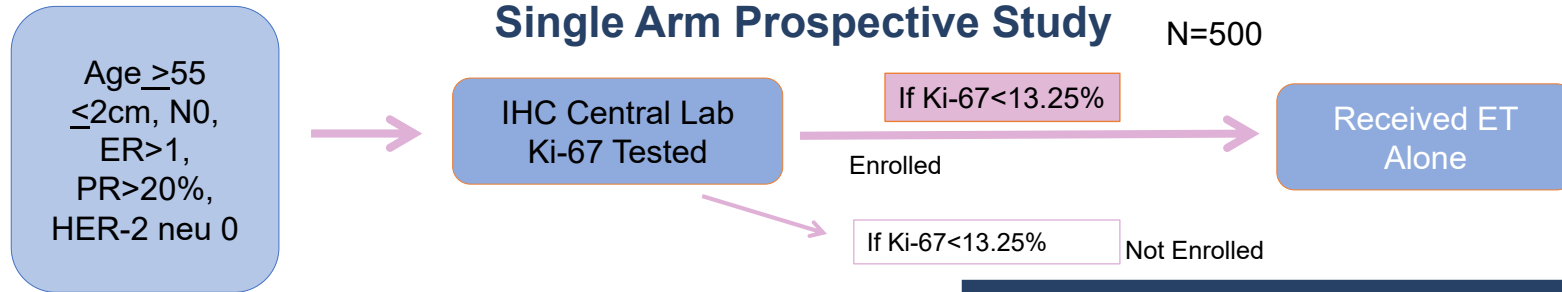 Single Arm Prospective Study
N=500
Age ≥55
≤2cm, N0,
ER>1,
PR>20%,
HER-2 neu 0
IHC Central Lab
Ki-67 Tested
If Ki-67<13.25%
Enrolled
Received ET
Alone
If Ki-67<13.25%
Not Enrolled